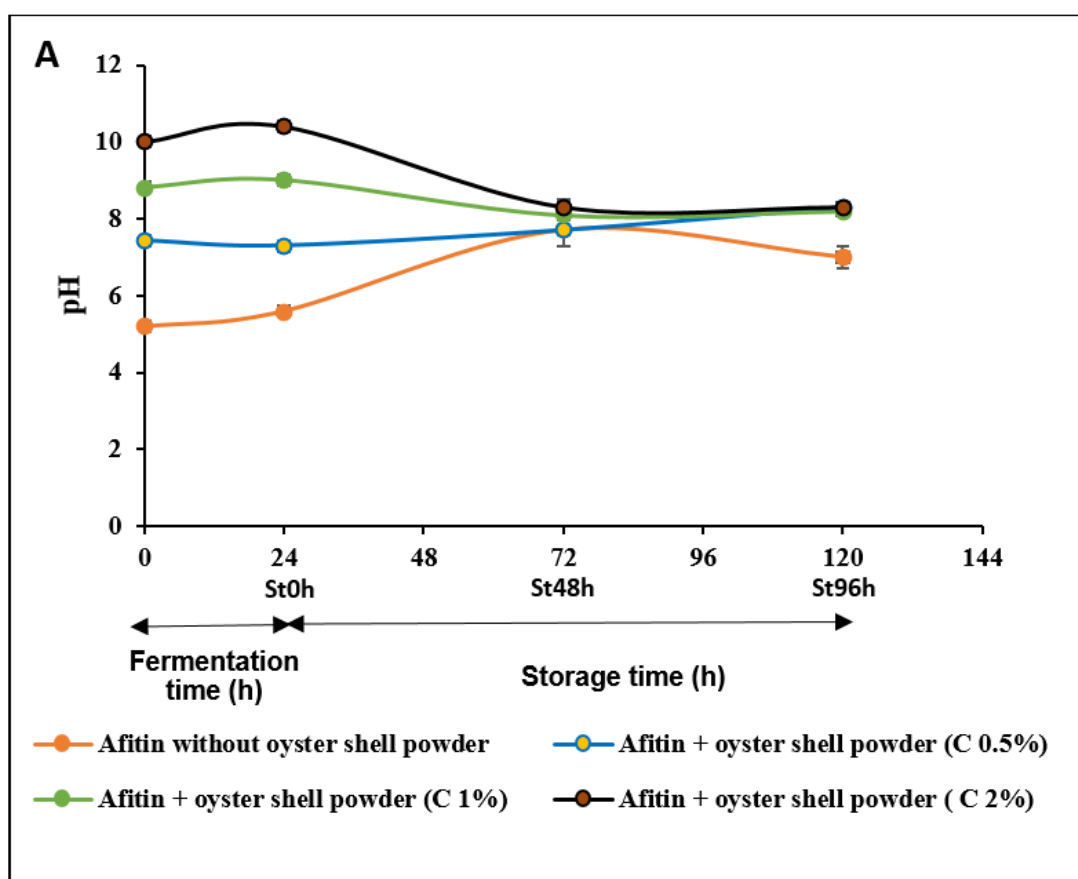 A
12
10
8
6
4
2
0
pH
0 24 48 72 96 120 144
St0h St48h St96h
Fermentation
time (h)
Storage time (h)
Afitin without oyster shell powder
Afitin + oyster shell powder (C 0.5%)
Afitin + oyster shell powder (C 1%)
Afitin + oyster shell powder ( C 2%)